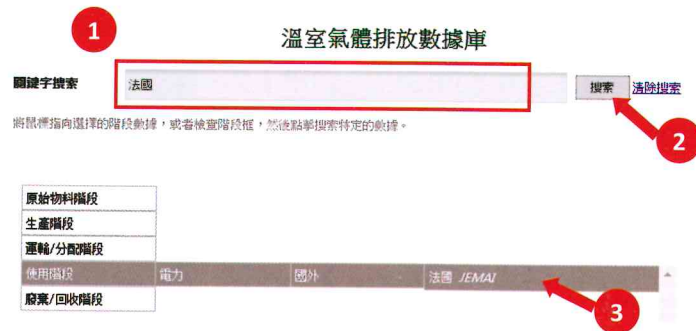 1
溫室氣體排放數據庫
關鍵字搜索 法國 搜索 清除搜索
將鼠標指向選擇的階段數據，或者檢查階段框，然後點擊搜索特定的數據。
2
原始物料階段
生產階段
運輸/分配階段
使用階段 電力 國外 法國 JEMAI
廢棄/回收階段
3